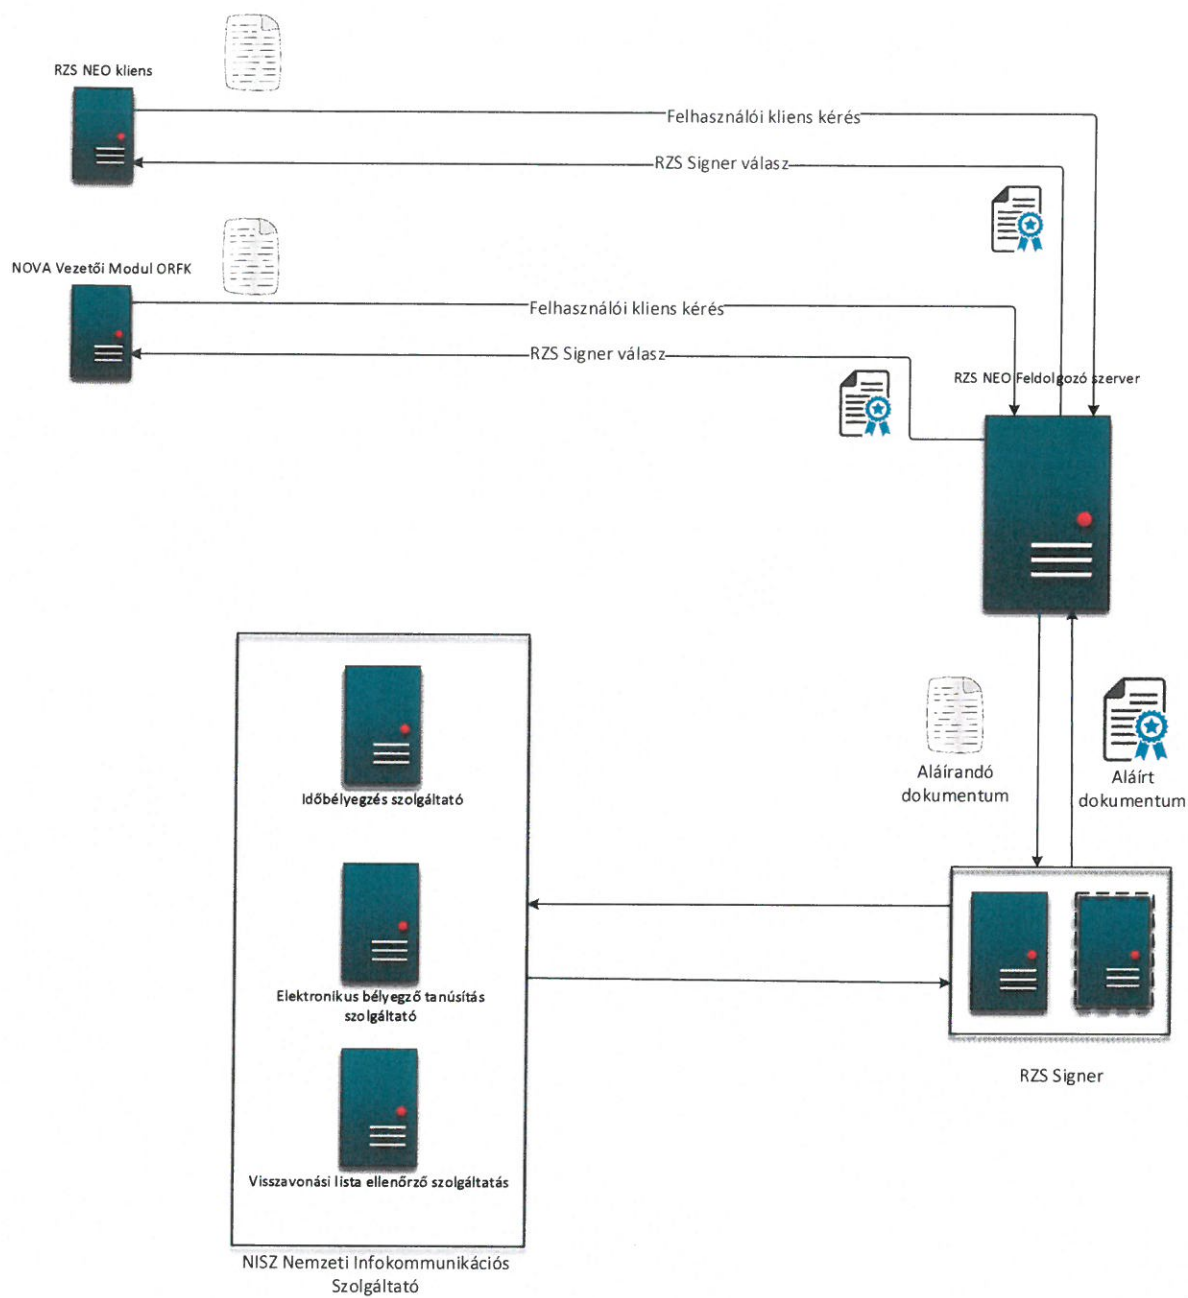 RZS NEO kliens
Felhasználói kliens kérés
RZS Signer válasz
NOVA Vezetői Modul ORFK
Felhasználói kliens kérés
RZS Signer válasz
RZS NEO Feldolgozó szerver
Aláírandó
dokumentum
Aláírt
dokumentum
Időbélyegzés szolgáltató
Elektronikus bélyegző tanúsítás
szolgáltató
Visszavonási lista ellenőrző szolgáltatás
RZS Signer
NISZ Nemzeti Infokommunikációs
Szolgáltató